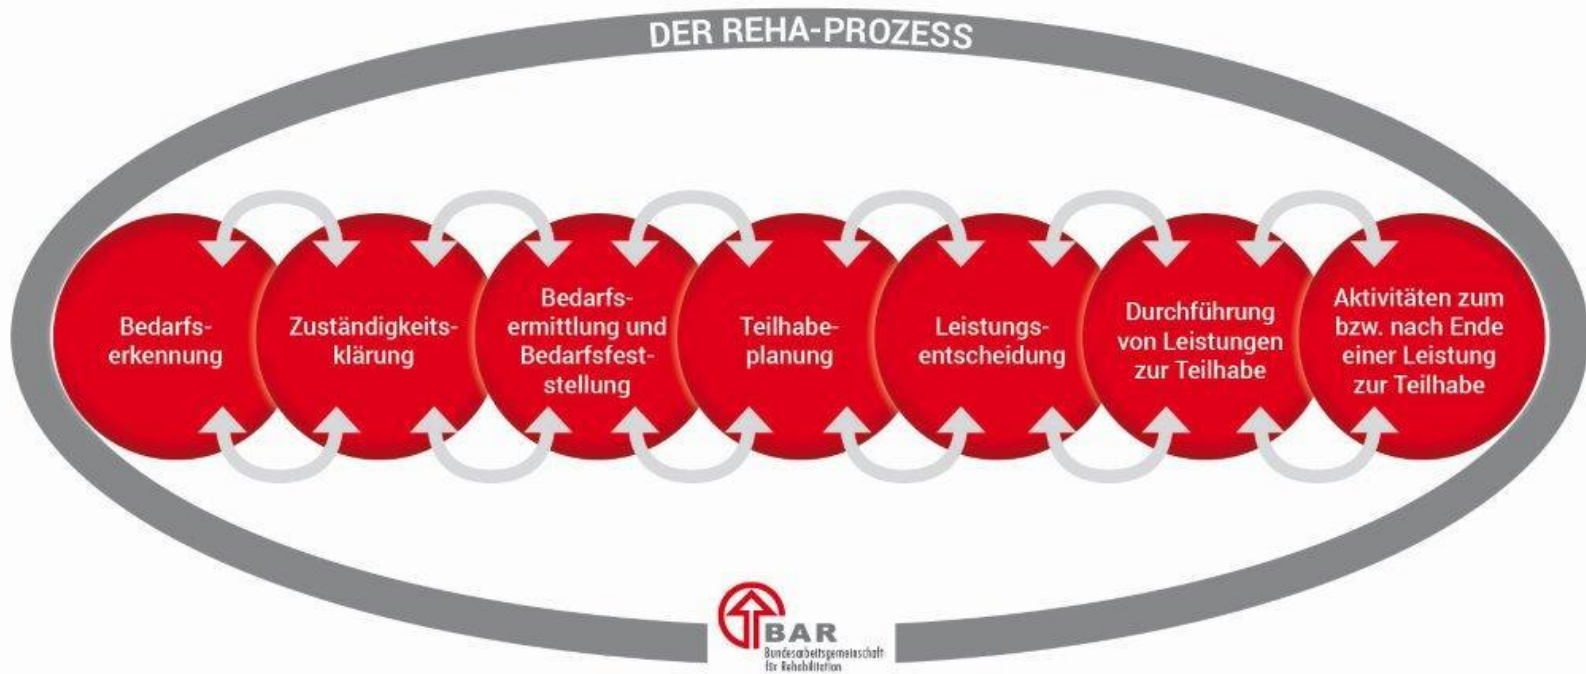 DER REHA-PROZESS
Bedarfs-
erkennung
Zuständigkeits-
klärung
Bedarfs-
ermittlung und
Bedarfsfest-
stellung
Teilhabe-
planung
Leistungs-
entscheidung
Durchführung
von Leistungen
zur Teilhabe
Aktivitäten zum
bzw. nach Ende
einer Leistung
zur Teilhabe
BAR
Bundesarbeitsgemeinschaft
für Rehabilitation